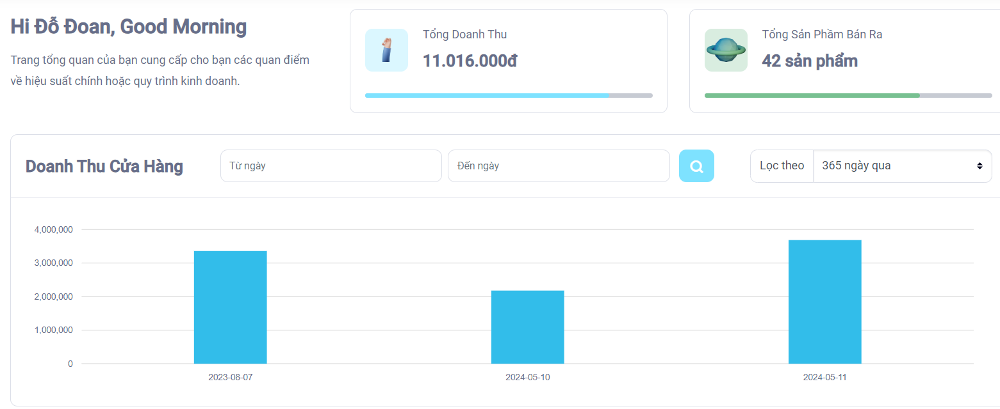 Hi Đỗ Đoan, Good Morning
Trang tổng quan của bạn cung cấp cho bạn các quan điểm
về hiệu suất chính hoặc quy trình kinh doanh.
Tổng Doanh Thu
11.016.000đ
Tổng Sản Phầm Bán Ra
42 sản phẩm
Doanh Thu Cửa Hàng
Từ ngày
Đến ngày
Lọc theo
365 ngày qua
4,000,000
3,000,000
2,000,000
1,000,000
0
2023-08-07
2024-05-10
2024-05-11